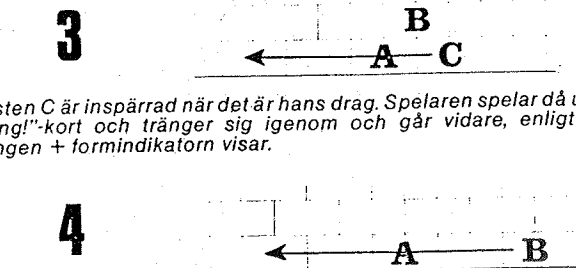 3
B
A C
sten C är inspärrad när det är hans drag. Spelaren spelar då u
ng!"-kort och tränger sig igenom och går vidare, enligt
ngen + formindikatorn visar.
4
A B